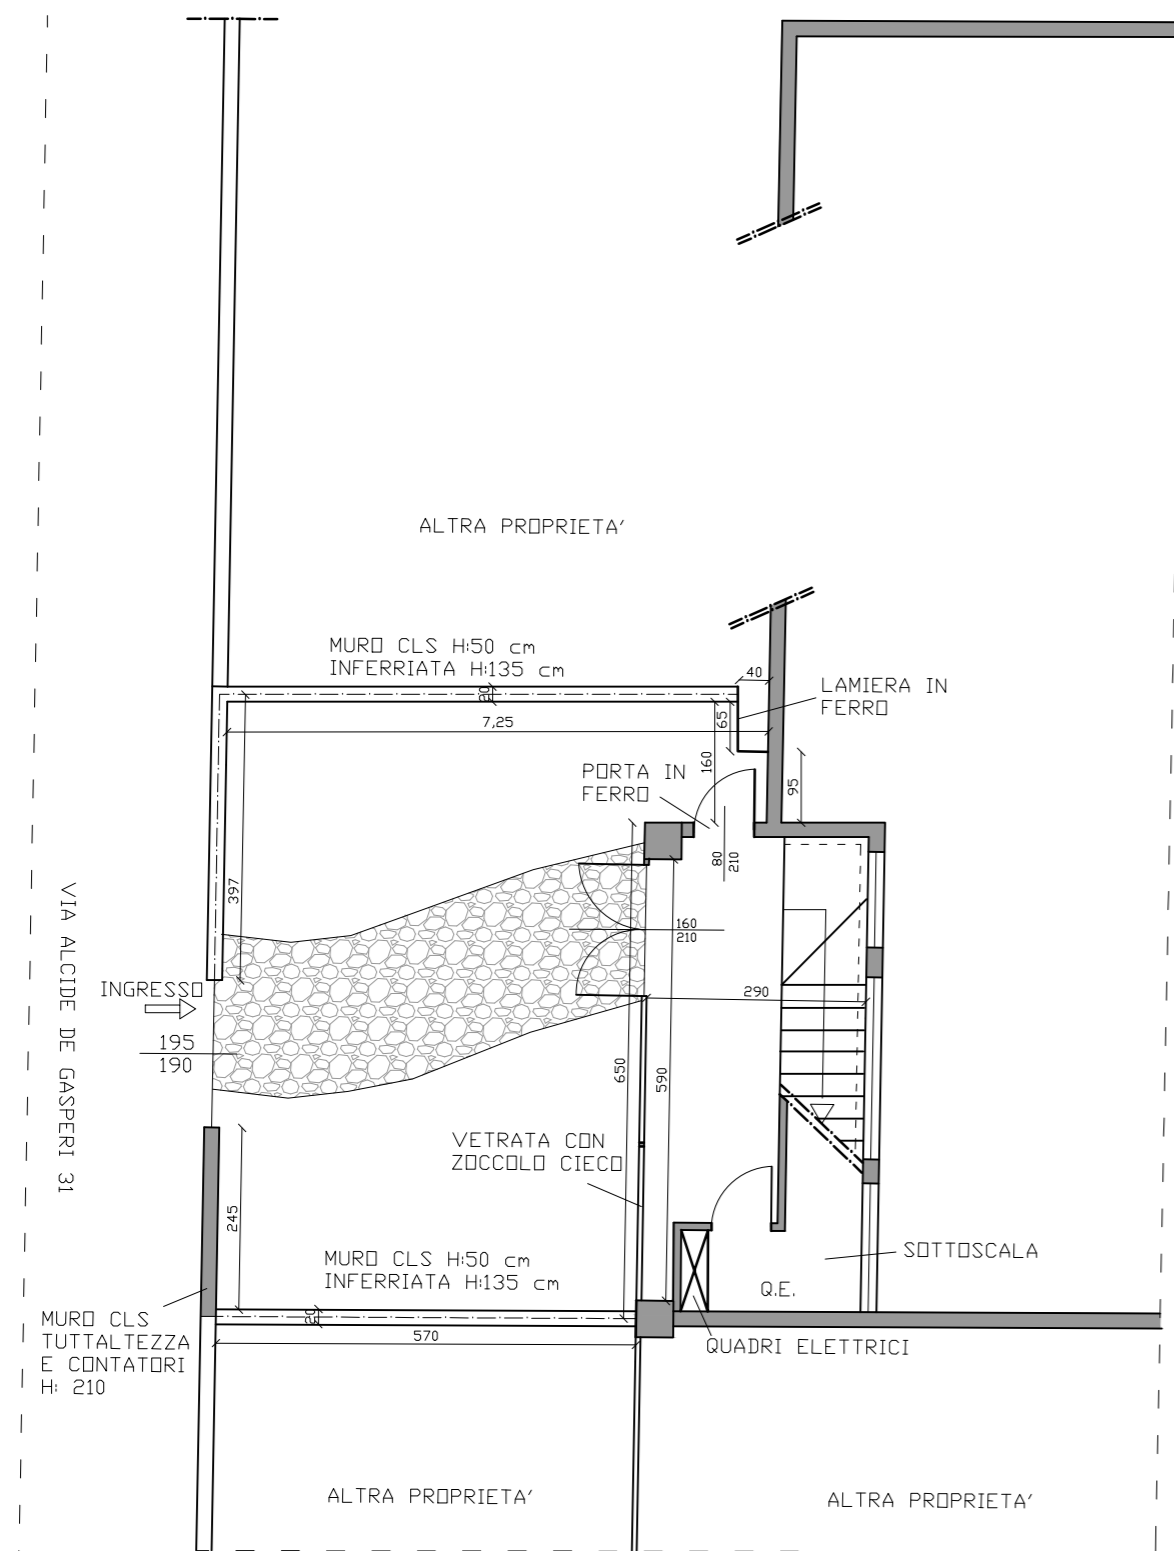 ALTRA PROPRIETA'
MURO CLS H:50 cm
INFERRIATA H:135 cm
40
LAMIERA IN
FERRO
20
65
7,25
160
95
PORTA IN
FERRO
80
210
397
VIA ALCIDE DE GASPERI 31
160
210
INGRESSO
290
195
190
650
590
VETRATA CON
ZOCCOLO CIECO
245
SOTTOSCALA
MURO CLS H:50 cm
INFERRIATA H:135 cm
Q.E.
20
MURO CLS
TUTTALTEZZA
E CONTATORI
H: 210
570
QUADRI ELETTRICI
ALTRA PROPRIETA'
ALTRA PROPRIETA'